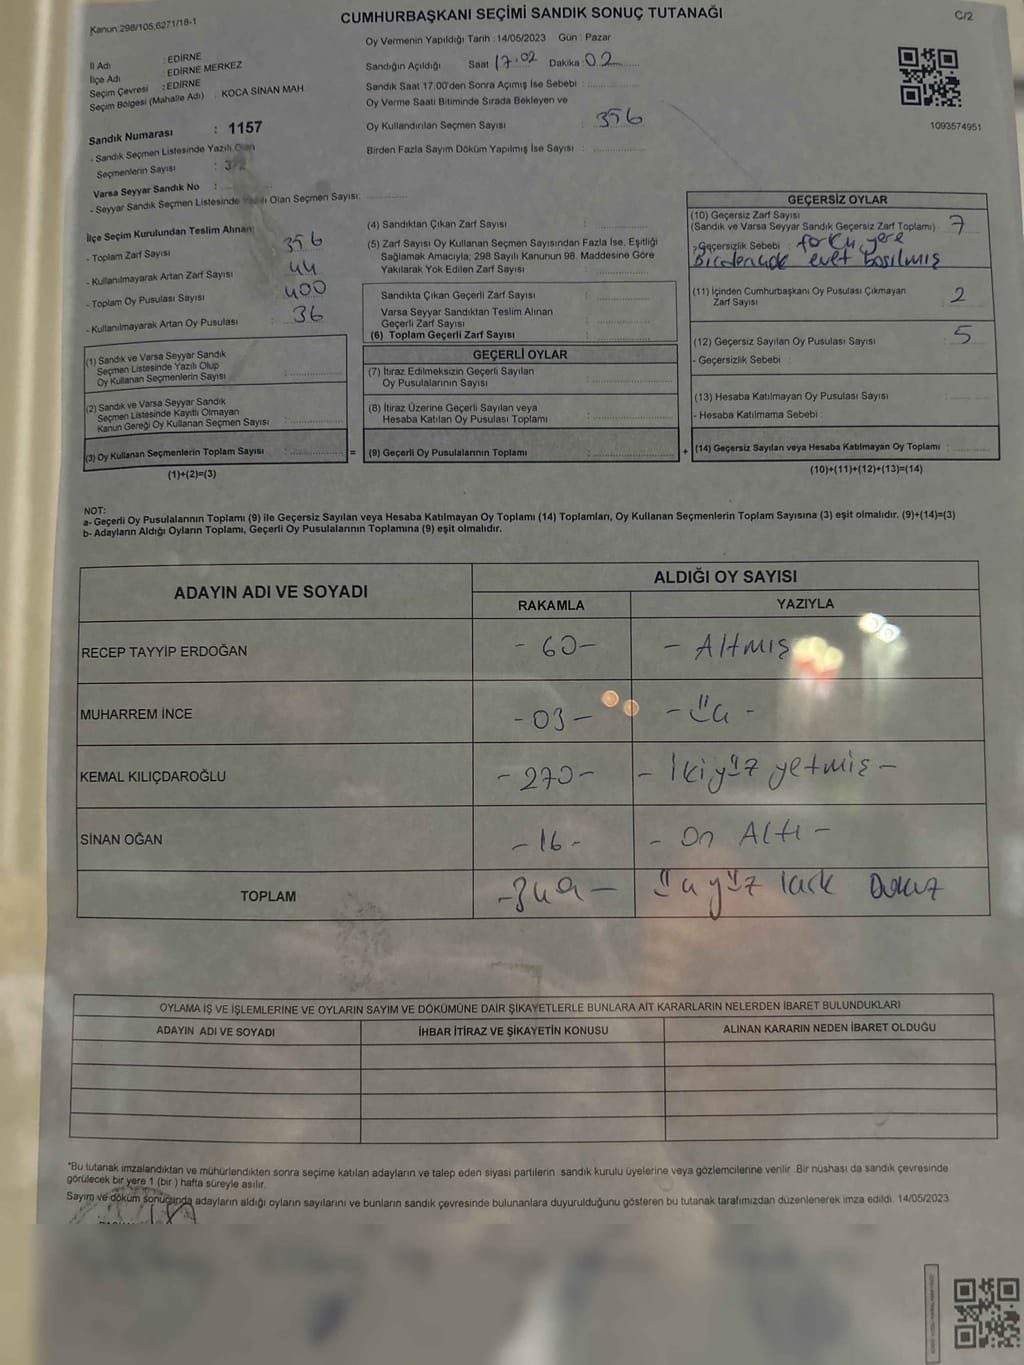 Kanun:298/105,6271/18-1
CUMHURBAŞKANI SEÇİMİ SANDIK SONUÇ TUTANAĞI
C/2
Oy Vermenin Yapıldığı Tarih : 14/05/2023 Gün : Pazar
İl Adı : EDİRNE
İlçe Adı : EDİRNE MERKEZ
Seçim Çevresi : EDİRNE
Seçim Bölgesi (Mahalle Adı) : KOCA SİNAN MAH.
Sandığın Açıldığı Saat 17.02 Dakika : 02
Sandık Saat 17.00'den Sonra Açımış İse Sebebi :
Oy Verme Saati Bitiminde Sırada Bekleyen ve
Oy Kullandırılan Seçmen Sayısı : 356
Birden Fazla Sayım Döküm Yapılmış İse Sayısı :
1093574951
Sandık Numarası : 1157
- Sandık Seçmen Listesinde Yazılı Olan
Seçmenlerin Sayısı :
Varsa Seyyar Sandık No :
- Seyyar Sandık Seçmen Listesinde Yazılı Olan Seçmen Sayısı:
İlçe Seçim Kurulundan Teslim Alınan:
- Toplam Zarf Sayısı 356
- Kullanılmayarak Artan Zarf Sayısı 44
- Toplam Oy Pusulası Sayısı : 400
- Kullanılmayarak Artan Oy Pusulası : 36
(1) Sandık ve Varsa Seyyar Sandık
Seçmen Listesinde Yazılı Olup
Oy Kullanan Seçmenlerin Sayısı :
(2) Sandık ve Varsa Seyyar Sandık
Seçmen Listesinde Kayıtlı Olmayan
Kanun Gereği Oy Kullanan Seçmen Sayısı :
(3) Oy Kullanan Seçmenlerin Toplam Sayısı :
(1)+(2)=(3)
(4) Sandıktan Çıkan Zarf Sayısı :
(5) Zarf Sayısı Oy Kullanan Seçmen Sayısından Fazla İse, Eşitliği
Sağlamak Amacıyla; 298 Sayılı Kanunun 98. Maddesine Göre
Yakılarak Yok Edilen Zarf Sayısı :
Sandıkta Çıkan Geçerli Zarf Sayısı :
Varsa Seyyar Sandıktan Teslim Alınan
Geçerli Zarf Sayısı :
(6) Toplam Geçerli Zarf Sayısı :
GEÇERLİ OYLAR
(7) İtiraz Edilmeksizin Geçerli Sayılan
Oy Pusulalarının Sayısı :
(8) İtiraz Üzerine Geçerli Sayılan veya
Hesaba Katılan Oy Pusulası Toplamı :
= (9) Geçerli Oy Pusulalarının Toplamı :
GEÇERSİZ OYLAR
(10) Geçersiz Zarf Sayısı
(Sandık ve Varsa Seyyar Sandık Geçersiz Zarf Toplamı) : 7
- Geçersizlik Sebebi : farklı yere
evet basılmış
(11) İçinden Cumhurbaşkanı Oy Pusulası Çıkmayan
Zarf Sayısı : 2
(12) Geçersiz Sayılan Oy Pusulası Sayısı : 5
- Geçersizlik Sebebi :
(13) Hesaba Katılmayan Oy Pusulası Sayısı :
- Hesaba Katılmama Sebebi :
+ (14) Geçersiz Sayılan veya Hesaba Katılmayan Oy Toplamı :
(10)+(11)+(12)+(13)=(14)
NOT:
a- Geçerli Oy Pusulalarının Toplamı (9) ile Geçersiz Sayılan veya Hesaba Katılmayan Oy Toplamı (14) Toplamları, Oy Kullanan Seçmenlerin Toplam Sayısına (3) eşit olmalıdır. (9)+(14)=(3)
b- Adayların Aldığı Oyların Toplamı, Geçerli Oy Pusulalarının Toplamına (9) eşit olmalıdır.
ADAYIN ADI VE SOYADI
ALDIĞI OY SAYISI
RAKAMLA YAZIYLA
RECEP TAYYİP ERDOĞAN - 60 - - Altmış
MUHARREM İNCE - 03 - - üç -
KEMAL KILIÇDAROĞLU - 270 - - İkiyüz yetmiş -
SİNAN OĞAN - 16 - - On Altı -
TOPLAM - 349 - üçyüz kırk Dokuz
OYLAMA İŞ VE İŞLEMLERİNE VE OYLARIN SAYIM VE DÖKÜMÜNE DAİR ŞİKAYETLERLE BUNLARA AİT KARARLARIN NELERDEN İBARET BULUNDUKLARI
ADAYIN ADI VE SOYADI İHBAR İTİRAZ VE ŞİKAYETİN KONUSU ALINAN KARARIN NEDEN İBARET OLDUĞU
*Bu tutanak imzalandıktan ve mühürlendikten sonra seçime katılan adayların ve talep eden siyasi partilerin sandık kurulu üyelerine veya gözlemcilerine verilir. Bir nüshası da sandık çevresinde
görülecek bir yere 1 (bir ) hafta süreyle asılır.
Sayım ve döküm sonucunda adayların aldığı oyların sayılarını ve bunların sandık çevresinde bulunanlara duyurulduğunu gösteren bu tutanak tarafımızdan düzenlenerek imza edildi. 14/05/2023